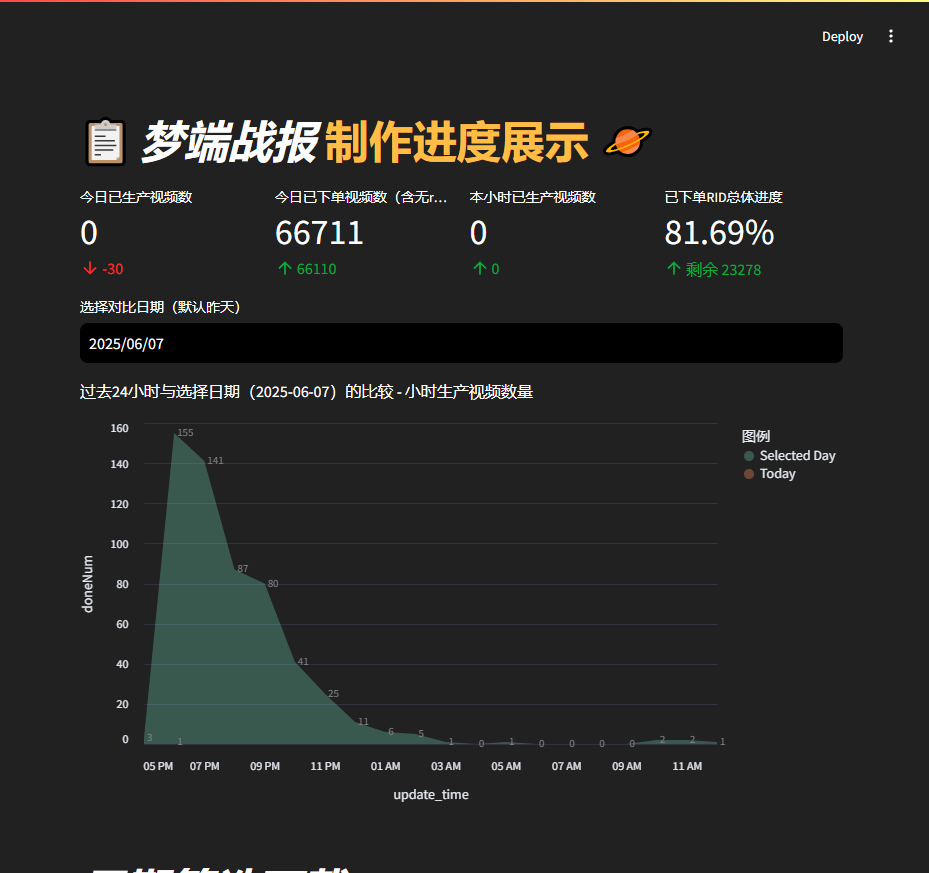 Deploy
梦端战报 制作进度展示
今日已生产视频数
0
-30
今日已下单视频数（含无r...
66711
66110
本小时已生产视频数
0
0
已下单RID总体进度
81.69%
剩余 23278
选择对比日期（默认昨天）
2025/06/07
过去24小时与选择日期（2025-06-07）的比较 - 小时生产视频数量
160
140
120
100
80
60
40
20
0
doneNum
155
141
87
80
41
25
11
6
5
1
0
1
0
0
0
0
2
2
1
3
1
05 PM
07 PM
09 PM
11 PM
01 AM
03 AM
05 AM
07 AM
09 AM
11 AM
update_time
图例
Selected Day
Today